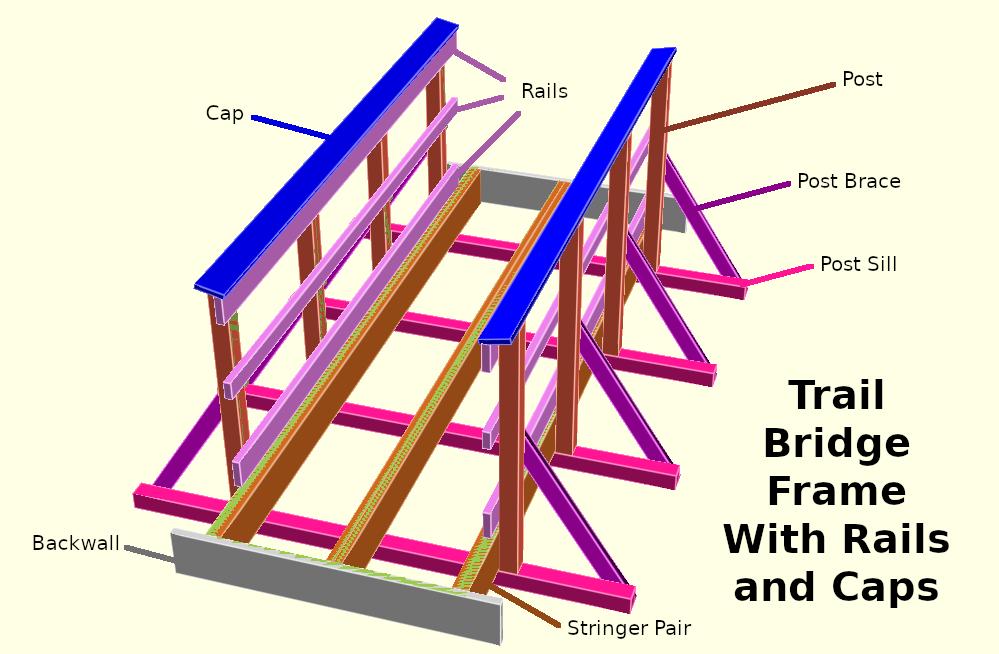 Cap
Rails
Post
Post Brace
Post Sill
Backwall
Stringer Pair
Trail
Bridge
Frame
With Rails
and Caps